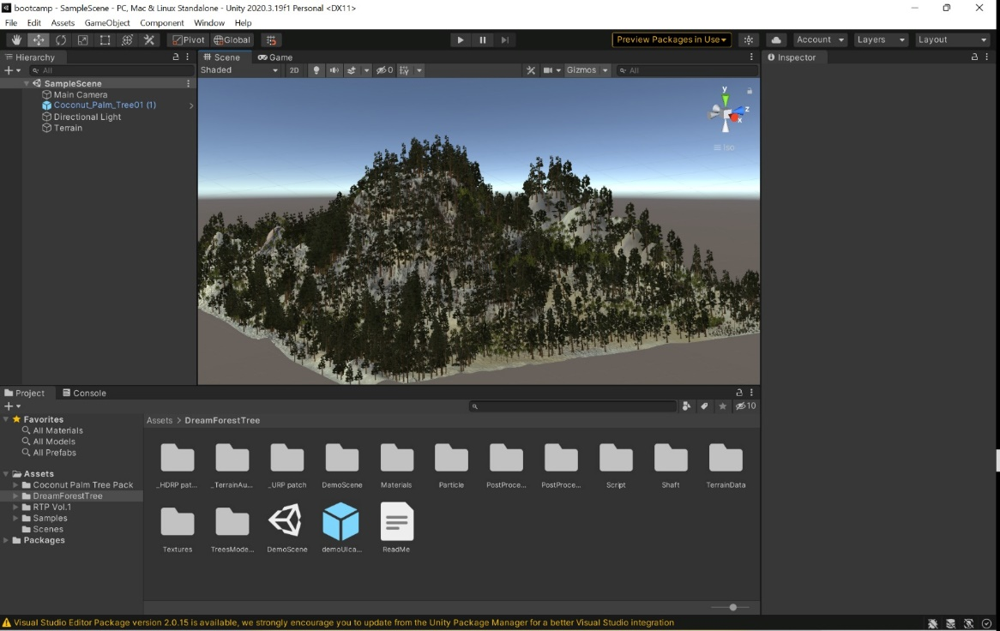 bootcamp - SampleScene - PC, Mac & Linux Standalone - Unity 2020.3.19f1 Personal <DX11>
File Edit Assets GameObject Component Window Help
Pivot Global Preview Packages in Use Account Layers Layout
Hierarchy
All
SampleScene
Main Camera
Coconut_Palm_Tree01 (1)
Directional Light
Terrain
Scene Game
Shaded 2D 0 Gizmos All
y
z
x
Iso
Inspector
Project Console
10
Favorites
All Materials
All Models
All Prefabs
Assets
Coconut Palm Tree Pack
DreamForestTree
RTP Vol.1
Samples
Scenes
Packages
Assets > DreamForestTree
_HDRP pat... _TerrainAu... _URP patch DemoScene Materials Particle PostProce... PostProce... Script Shaft TerrainData
Textures TreesMode... DemoScene demoUIca... ReadMe
Visual Studio Editor Package version 2.0.15 is available, we strongly encourage you to update from the Unity Package Manager for a better Visual Studio integration